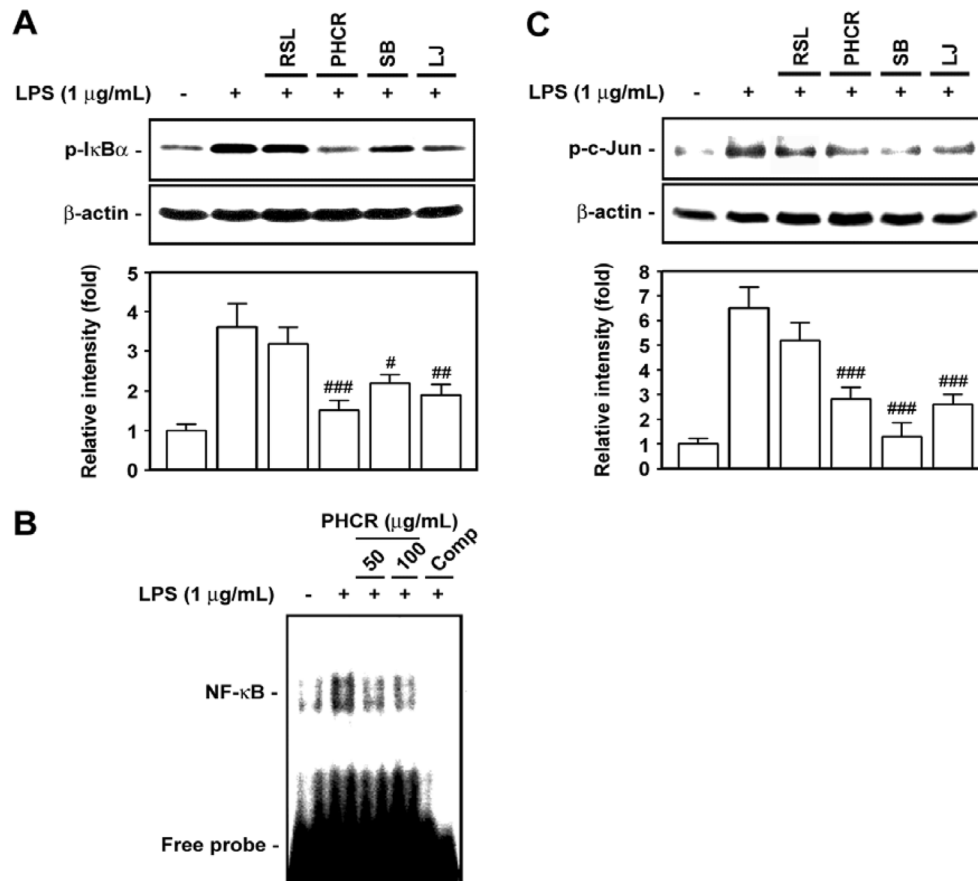 A
RSL PHCR SB LJ
LPS (1 μg/mL) - + + + + +
p-IκBα -
β-actin -
Relative intensity (fold)
5
4
3
2
1
0
### # ##
C
RSL PHCR SB LJ
LPS (1 μg/mL) - + + + + +
p-c-Jun -
β-actin -
Relative intensity (fold)
8
7
6
5
4
3
2
1
0
### ### ###
B
PHCR (μg/mL)
50 100 Comp
LPS (1 μg/mL) - + + + +
NF-κB -
Free probe -